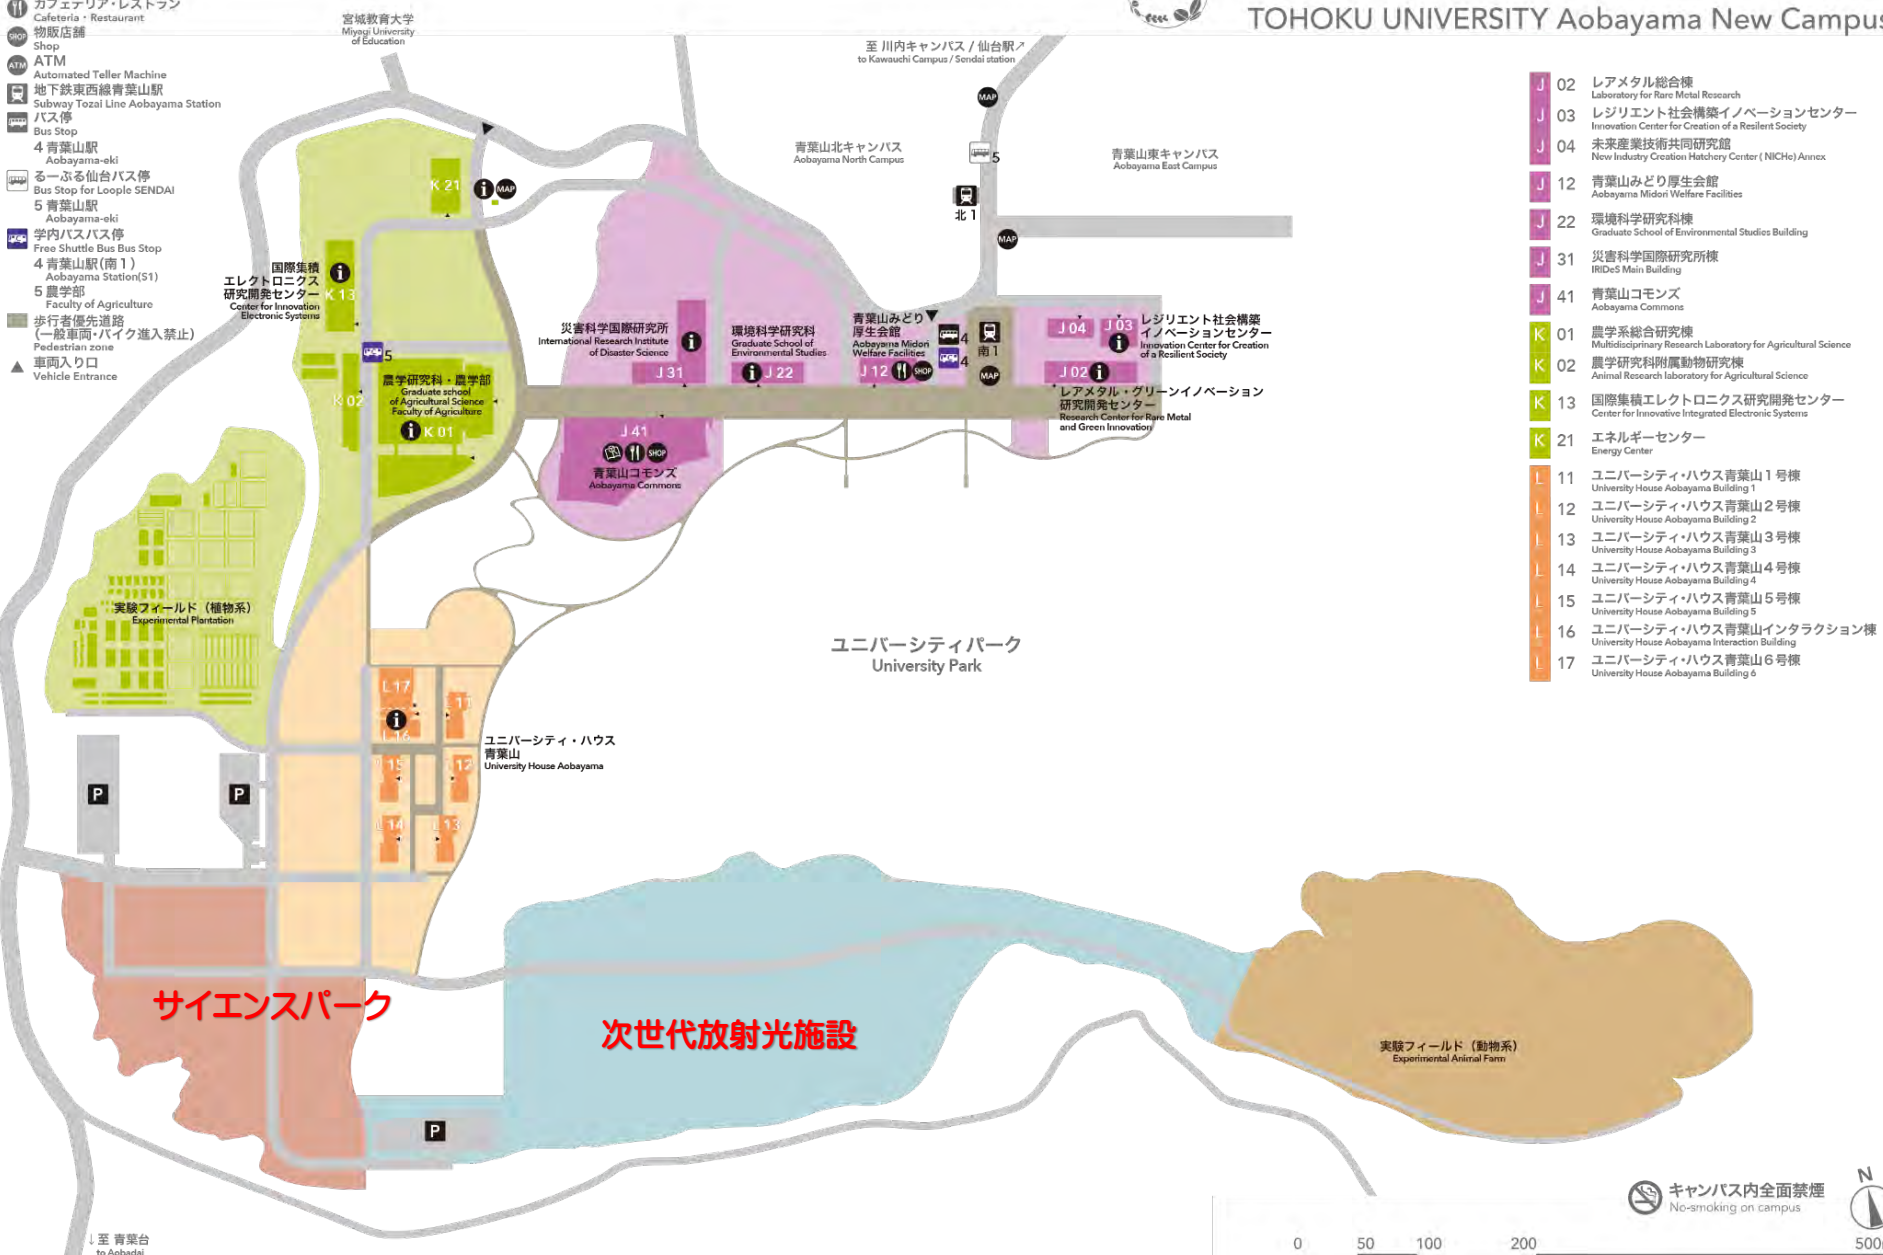 カフェテリア・レストラン
Cafeteria・Restaurant
SHOP
物販店舗
Shop
ATM
ATM
Automated Teller Machine
地下鉄東西線青葉山駅
Subway Tozai Line Aobayama Station
バス停
Bus Stop
4 青葉山駅
Aobayama-eki
るーぷる仙台バス停
Bus Stop for Loople SENDAI
5 青葉山駅
Aobayama-eki
学内バスバス停
Free Shuttle Bus Bus Stop
4 青葉山駅(南1)
Aobayama Station(S1)
5 農学部
Faculty of Agriculture
歩行者優先道路
(一般車両・バイク進入禁止)
Pedestrian zone
車両入り口
Vehicle Entrance
宮城教育大学
Miyagi University
of Education
至 川内キャンパス / 仙台駅↗
to Kawauchi Campus / Sendai station
TOHOKU UNIVERSITY Aobayama New Campus
MAP
青葉山北キャンパス
Aobayama North Campus
5
青葉山東キャンパス
Aobayama East Campus
北1
MAP
K 21
i
MAP
国際集積
エレクトロニクス
研究開発センター
Center for Innovation
Electronic Systems
i
K 13
5
K 02
農学研究科・農学部
Graduate school
of Agricultural Science
Faculty of Agriculture
i
K 01
災害科学国際研究所
International Research Institute
of Disaster Science
i
J 31
環境科学研究科
Graduate School of
Environmental Studies
i
J 22
青葉山みどり
厚生会館
Aobayama Midori
Welfare Facilities
J 12
SHOP
4
4
南1
MAP
J 04
J 03
i
レジリエント社会構築
イノベーションセンター
Innovation Center for Creation
of a Resilient Society
J 02
i
レアメタル・グリーンイノベーション
研究開発センター
Research Center for Rare Metal
and Green Innovation
J 41
SHOP
青葉山コモンズ
Aobayama Commons
実験フィールド（植物系）
Experimental Plantation
ユニバーシティパーク
University Park
L17
i
L16
L11
L15
L12
L14
L13
ユニバーシティ・ハウス
青葉山
University House Aobayama
P
P
サイエンスパーク
次世代放射光施設
P
実験フィールド（動物系）
Experimental Animal Farm
↓至 青葉台
to Aobadai
J 02 レアメタル総合棟
Laboratory for Rare Metal Research
J 03 レジリエント社会構築イノベーションセンター
Innovation Center for Creation of a Resilent Society
J 04 未来産業技術共同研究館
New Industry Creation Hatchery Center ( NICHe) Annex
J 12 青葉山みどり厚生会館
Aobayama Midori Welfare Facilities
J 22 環境科学研究科棟
Graduate School of Environmental Studies Building
J 31 災害科学国際研究所棟
IRIDeS Main Building
J 41 青葉山コモンズ
Aobayama Commons
K 01 農学系総合研究棟
Multidisciprinary Research Laboratory for Agricultural Science
K 02 農学研究科附属動物研究棟
Animal Research laboratory for Agricultural Science
K 13 国際集積エレクトロニクス研究開発センター
Center for Innovative Integrated Electronic Systems
K 21 エネルギーセンター
Energy Center
L 11 ユニバーシティ・ハウス青葉山1号棟
University House Aobayama Building 1
L 12 ユニバーシティ・ハウス青葉山2号棟
University House Aobayama Building 2
L 13 ユニバーシティ・ハウス青葉山3号棟
University House Aobayama Building 3
L 14 ユニバーシティ・ハウス青葉山4号棟
University House Aobayama Building 4
L 15 ユニバーシティ・ハウス青葉山5号棟
University House Aobayama Building 5
L 16 ユニバーシティ・ハウス青葉山インタラクション棟
University House Aobayama Interaction Building
L 17 ユニバーシティ・ハウス青葉山6号棟
University House Aobayama Building 6
キャンパス内全面禁煙
No-smoking on campus
N
0 50 100 200 500m